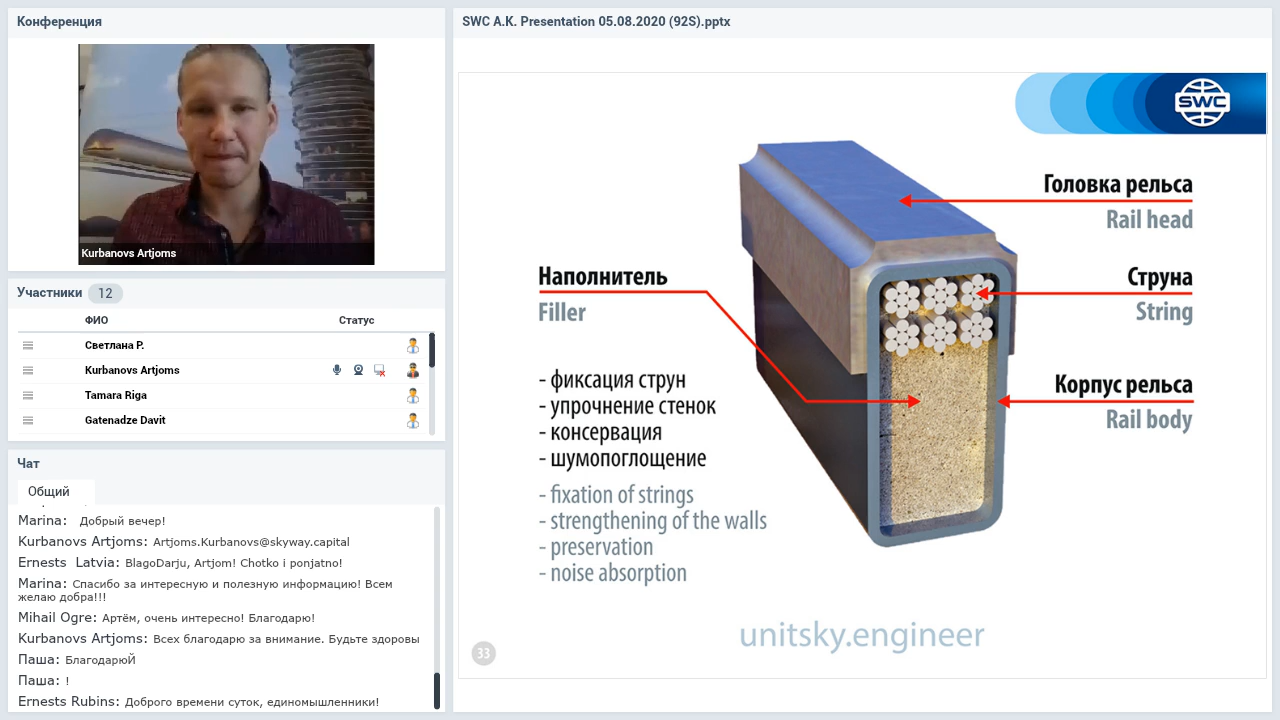 Конференция
Kurbanovs Artjoms
Участники 12
ФИО Статус
Светлана Р.
Kurbanovs Artjoms
Tamara Riga
Gatenadze Davit
Чат
Общий
Marina: Добрый вечер!
Kurbanovs Artjoms: Artjoms.Kurbanovs@skyway.capital
Ernests Latvia: BlagoDarju, Artjom! Chotko i ponjatno!
Marina: Спасибо за интересную и полезную информацию! Всем
желаю добра!!!
Mihail Ogre: Артём, очень интересно! Благодарю!
Kurbanovs Artjoms: Всех благодарю за внимание. Будьте здоровы
Паша: БлагодарюЙ
Паша: !
Ernests Rubins: Доброго времени суток, единомышленники!
SWC A.K. Presentation 05.08.2020 (92S).pptx
SWC
Головка рельса
Rail head
Наполнитель
Filler
Струна
String
Корпус рельса
Rail body
- фиксация струн
- упрочнение стенок
- консервация
- шумопоглощение
- fixation of strings
- strengthening of the walls
- preservation
- noise absorption
unitsky.engineer
33